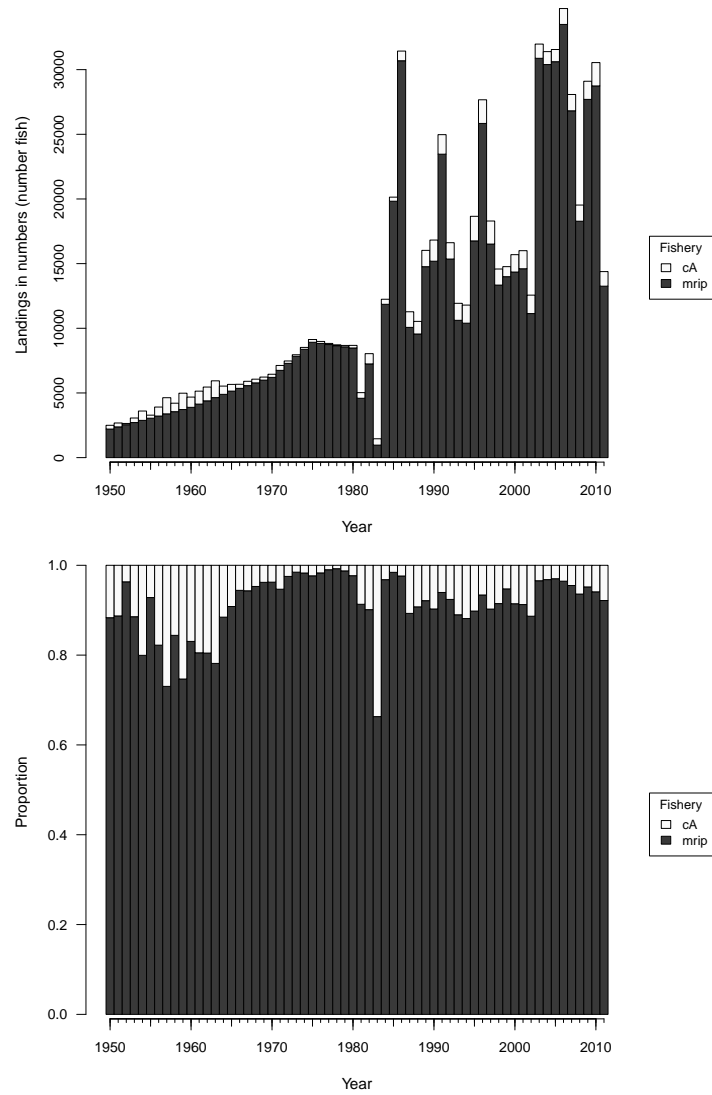 Landings in numbers (number fish)
30000
25000
20000
15000
10000
5000
0
1950 1960 1970 1980 1990 2000 2010
Year
Fishery
cA
mrip
Proportion
1.0
0.8
0.6
0.4
0.2
0.0
1950 1960 1970 1980 1990 2000 2010
Year
Fishery
cA
mrip